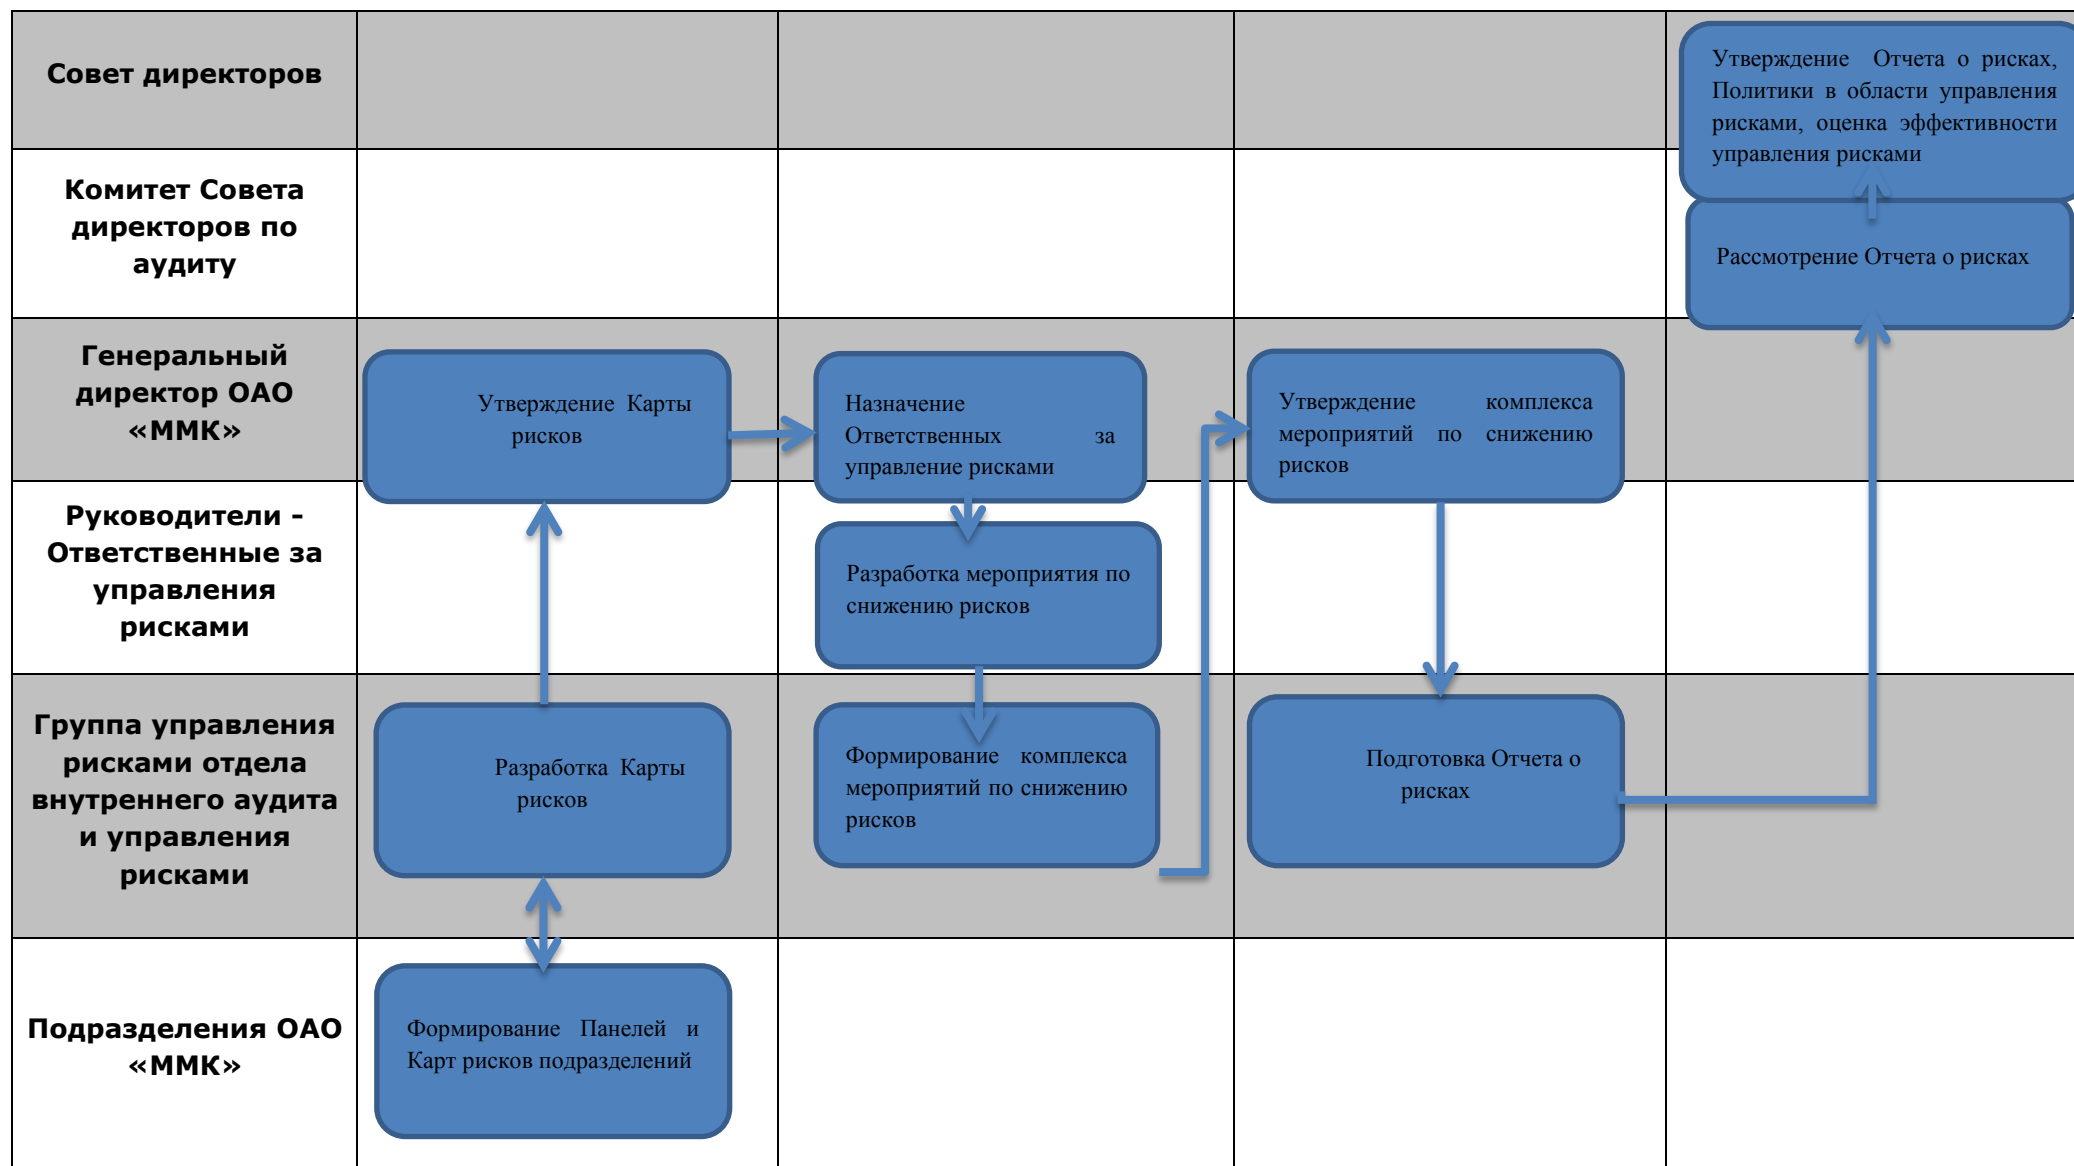 Совет директоров
Утверждение Отчета о рисках,
Политики в области управления
рисками, оценка эффективности
управления рисками
Комитет Совета
директоров по
аудиту
Рассмотрение Отчета о рисках
Генеральный
директор ОАО
«ММК»
Утверждение Карты
рисков
Назначение
Ответственных за
управление рисками
Утверждение комплекса
мероприятий по снижению
рисков
Руководители -
Ответственные за
управления
рисками
Разработка мероприятия по
снижению рисков
Группа управления
рисками отдела
внутреннего аудита
и управления
рисками
Разработка Карты
рисков
Формирование комплекса
мероприятий по снижению
рисков
Подготовка Отчета о
рисках
Подразделения ОАО
«ММК»
Формирование Панелей и
Карт рисков подразделений